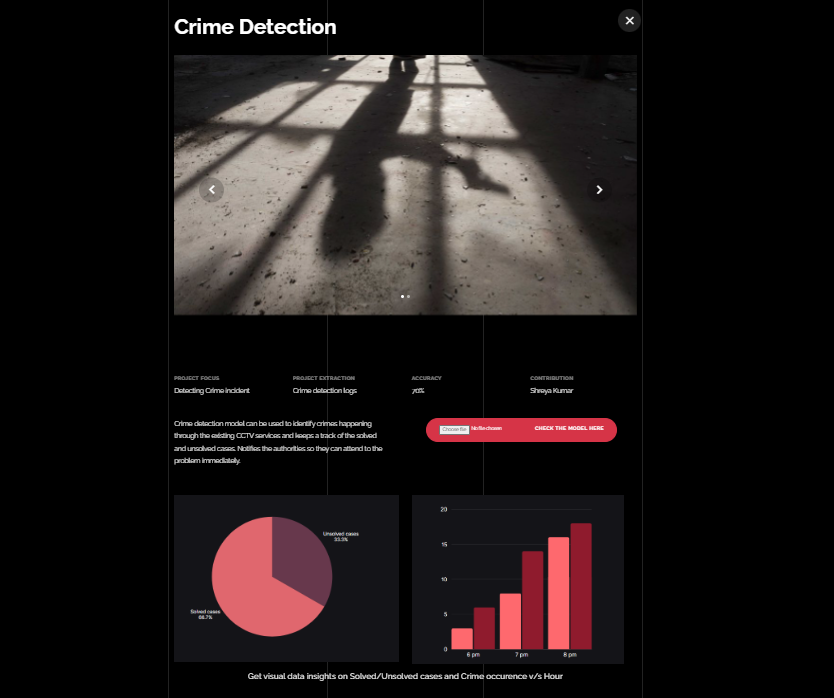 Crime Detection
PROJECT FOCUS
Detecting Crime incident
PROJECT EXTRACTION
Crime detection logs
ACCURACY
70%
CONTRIBUTION
Shreya Kumar
Crime detection model can be used to identify crimes happening
through the existing CCTV services and keeps a track of the solved
and unsolved cases. Notifies the authorities so they can attend to the
problem immediately.
Choose file No file chosen CHECK THE MODEL HERE
Unsolved cases
33.3%
Solved cases
66.7%
20
15
10
5
0
6 pm 7 pm 8 pm
Get visual data insights on Solved/Unsolved cases and Crime occurence v/s Hour